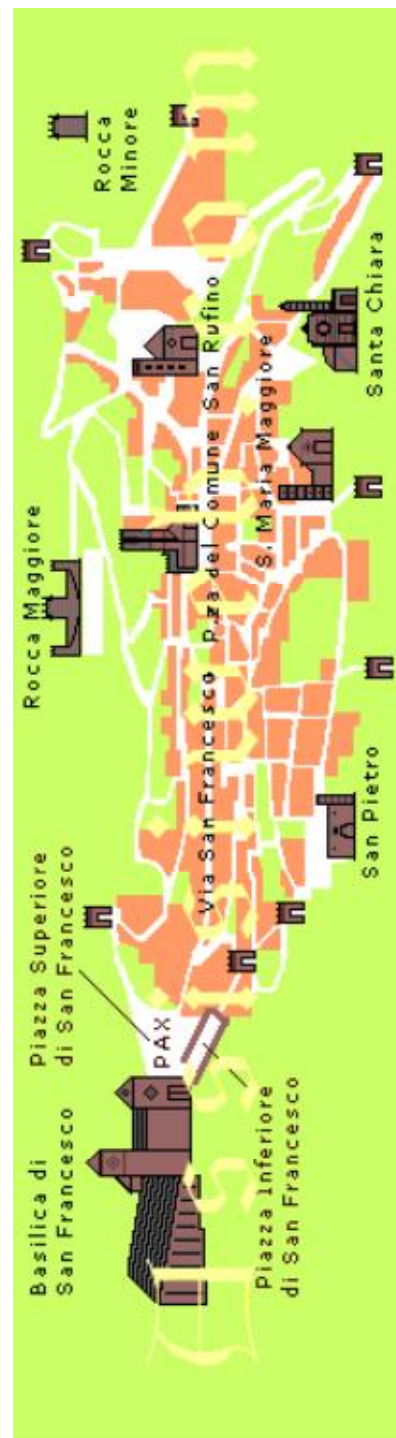 Basilica di
San Francesco
Piazza Superiore
di San Francesco
Rocca Maggiore
Rocca
Minore
PAX
Via San Francesco
P.za del Comune
San Rufino
S. Maria Maggiore
Piazza Inferiore
di San Francesco
San Pietro
Santa Chiara